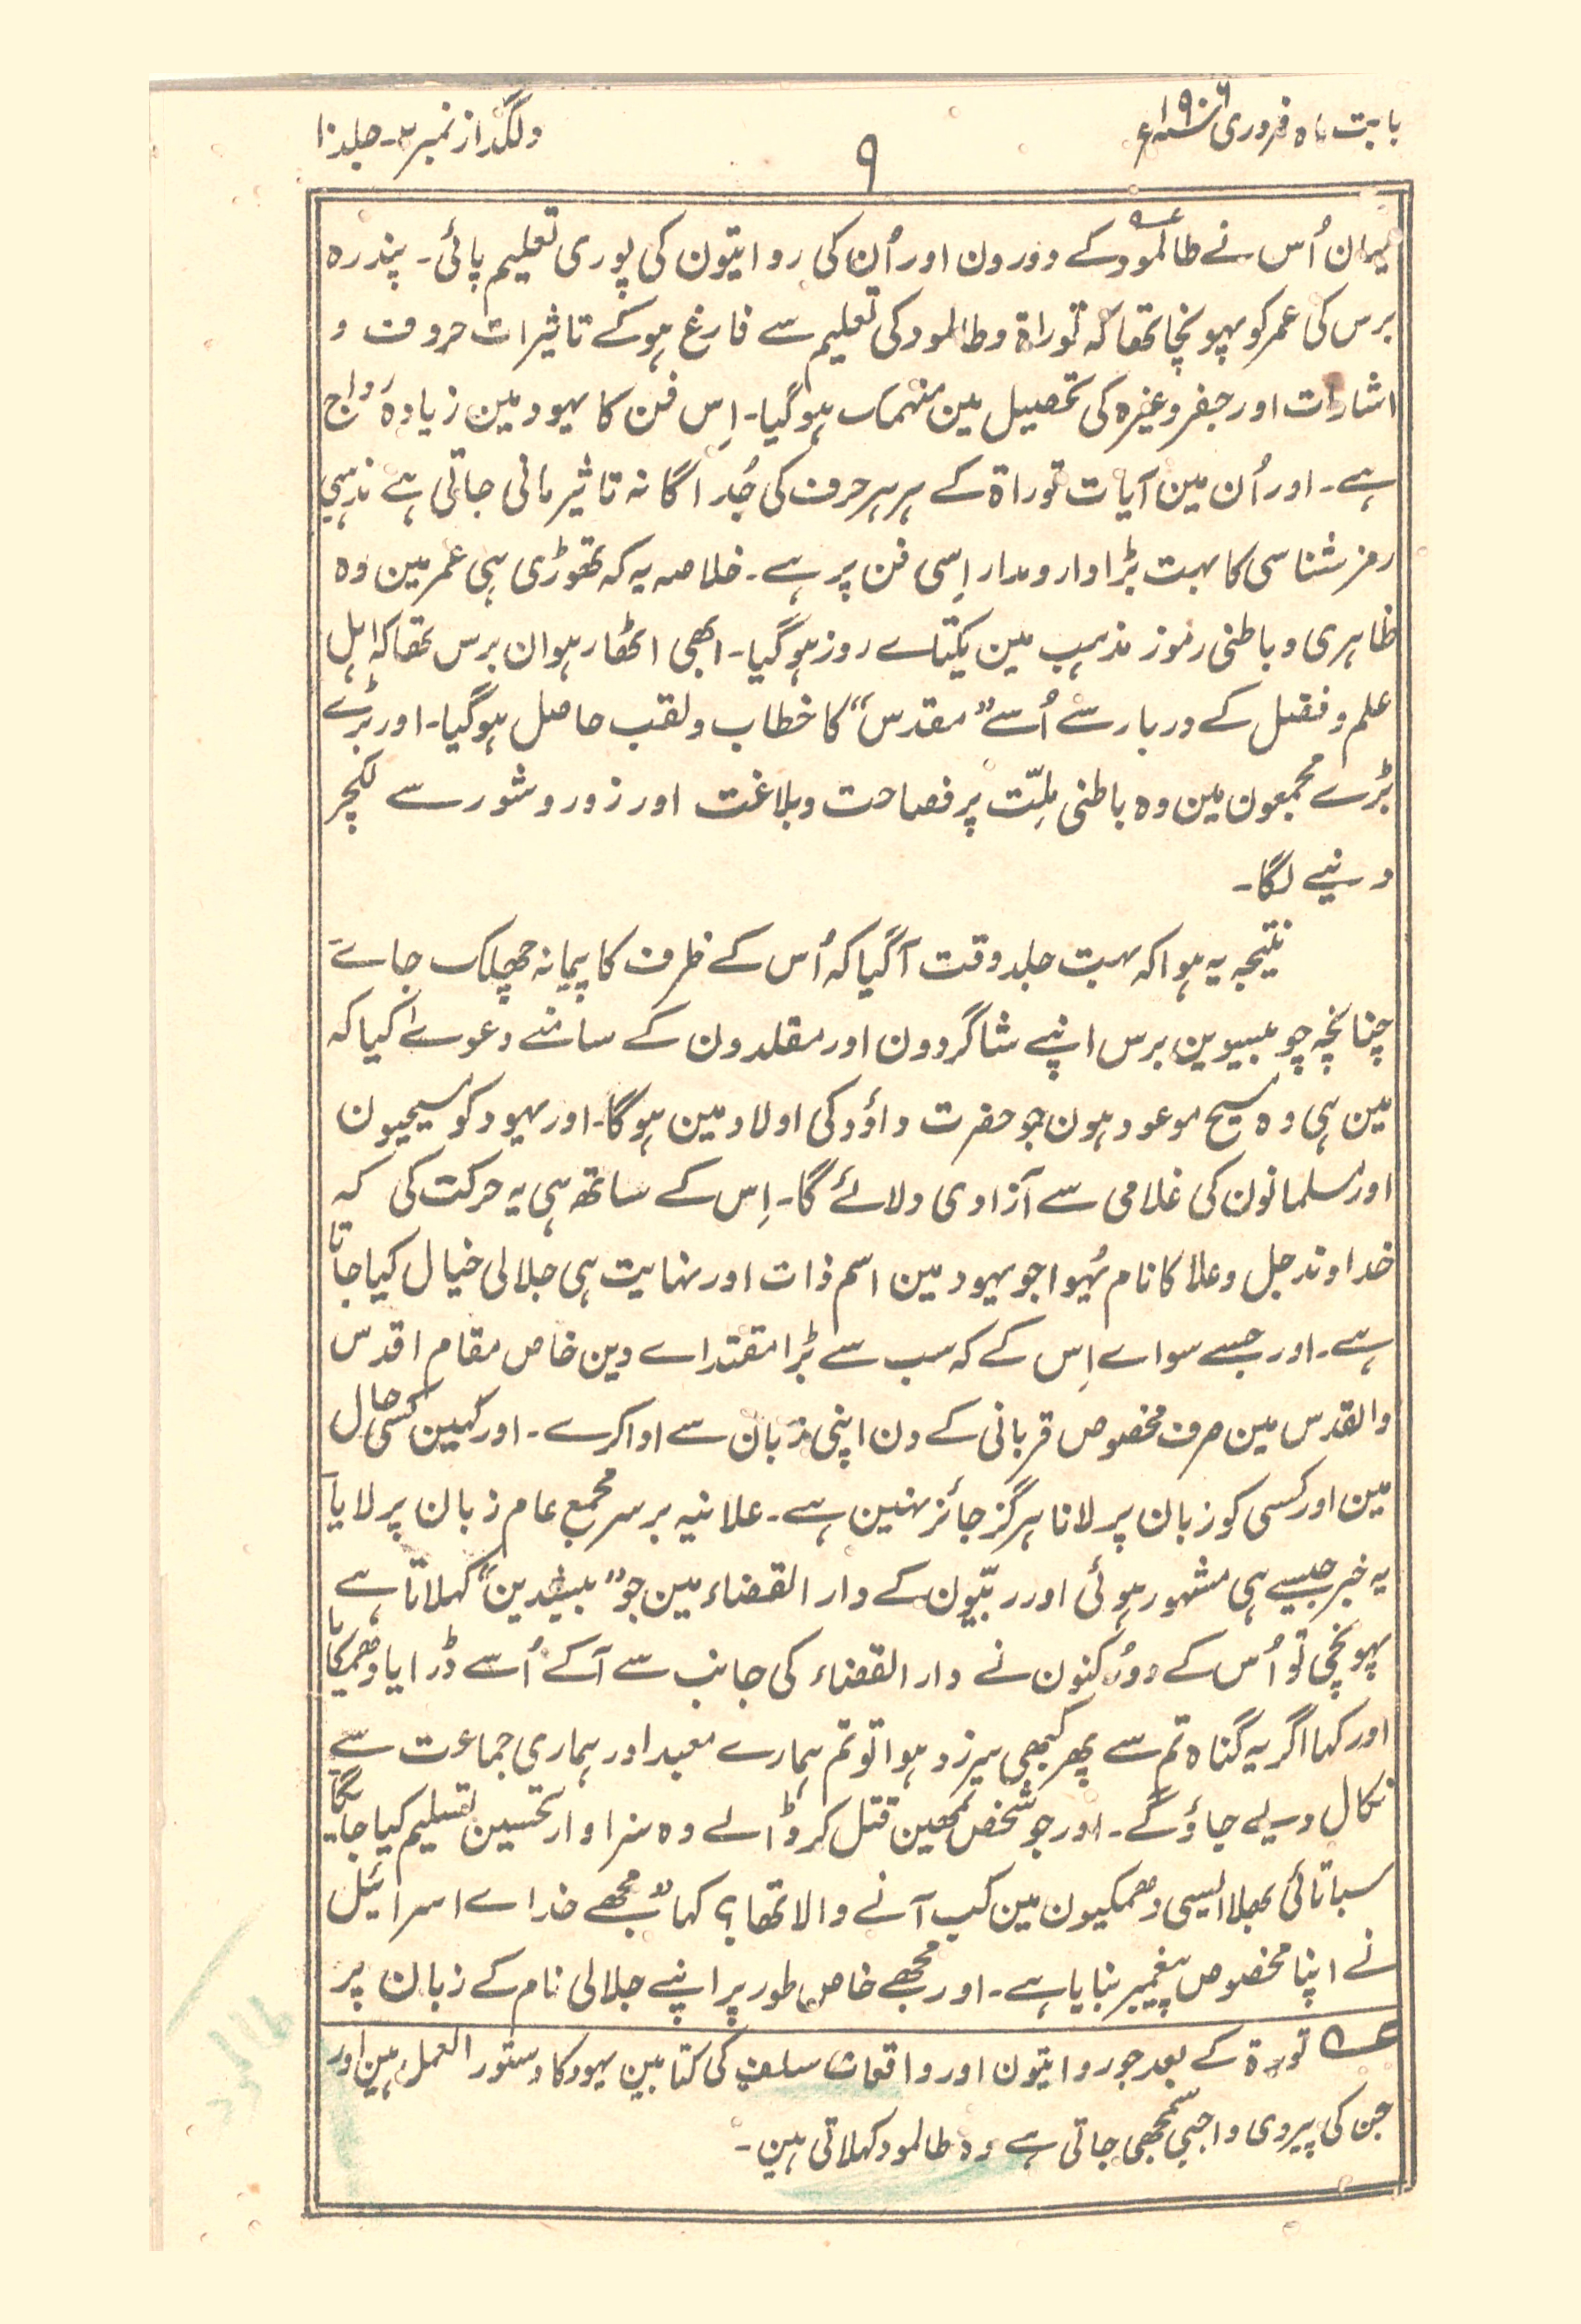 بابت ماہ فروری ۱۹۰۶ء
۹
دلگداز نمبر ۲ - جلد ۱۰
یہان اُس نے طالمود کے دورون اور اُن کی روایتون کی پوری تعلیم پائی۔ پندرہ
برس کی عمر کو پہونچا تھا کہ توراۃ و طالمود کی تعلیم سے فارغ ہو کے تاثیرات حروف و
اشارات اور جفر وغیرہ کی تحصیل مین منہمک ہو گیا۔ اِس فن کا یہود مین زیادہ رواج
ہے۔ اور اُن مین آیات توراۃ کے ہر ہر حرف کی جُداگانہ تاثیر مانی جاتی ہے مذہبی
رمز شناسی کا بہت بڑا دار و مدار اِسی فن پر ہے۔ خلاصہ یہ کہ تھوڑی ہی عمر مین وہ
ظاہری و باطنی رموز مذہب مین یکتاے روز ہو گیا۔ ابھی اٹھارہوان برس تھا کہ اہل
علم و فضل کے دربار سے اُسے ”مقدس“ کا خطاب و لقب حاصل ہو گیا۔ اور بڑے
بڑے مجمعون مین وہ باطنی ملِّت پر فصاحت و بلاغت اور زور و شور سے لکچر
دینے لگا۔
نتیجہ یہ ہوا کہ بہت جلد وقت آگیا کہ اُس کے ظرف کا پیمانہ چھلک جاے
چنانچہ چوبیسوین برس اپنے شاگردون اور مقلدون کے سامنے دعوےٰ کیا کہ
مین ہی وہ مسیح موعود ہون جو حضرت داؤد کی اولاد مین ہو گا۔ اور یہود کو مسیحیون
اور مسلمانون کی غلامی سے آزادی دلائے گا۔ اِس کے ساتھ ہی یہ حرکت کی کہ
خداوند جل و علا کا نام یُہوا جو یہود مین اسم ذات اور نہایت ہی جلالی خیال کیا جاتا
ہے۔ اور جسے سواے اِس کے کہ سب سے بڑا مقتداے دین خاص مقام اقدس
والقدس مین صرف مخصوص قربانی کے دن اپنی زبان سے ادا کرے۔ اور کہین کسی حال
مین اور کسی کو زبان پر لانا ہرگز جائز نہین ہے۔ علانیہ برسر مجمع عام زبان پر لایا۔
یہ خبر جیسے ہی مشہور ہوئی اور ربّیون کے دار القضاء مین جو ”بیشدین“ کہلاتا ہے
پہونچی تو اُس کے دو رُکنون نے دار القضاء کی جانب سے آکے اُسے ڈرایا دھمکایا
اور کہا اگر یہ گناہ تم سے پھر کبھی سرزد ہوا تو تم ہمارے معبد اور ہماری جماعت سے
نکال دیے جاؤ گے۔ اور جو شخص تمھین قتل کر ڈالے وہ سزاوار تحسین تسلیم کیا جائیگا
سباتائی بھلا ایسی دھمکیون مین کب آنے والا تھا؟ کہا ”مجھے خداے اسرائیل
نے اپنا مخصوص پیغمبر بنایا ہے۔ اور مجھے خاص طور پر اپنے جلالی نام کے زبان پر
عہ توراۃ کے بعد جو روایتون اور واقعات سلف کی کتابین یہود کا دستور العمل ہین اور
جن کی پیروی واجبی سمجھی جاتی ہے وہ طالمود کہلاتی ہین۔